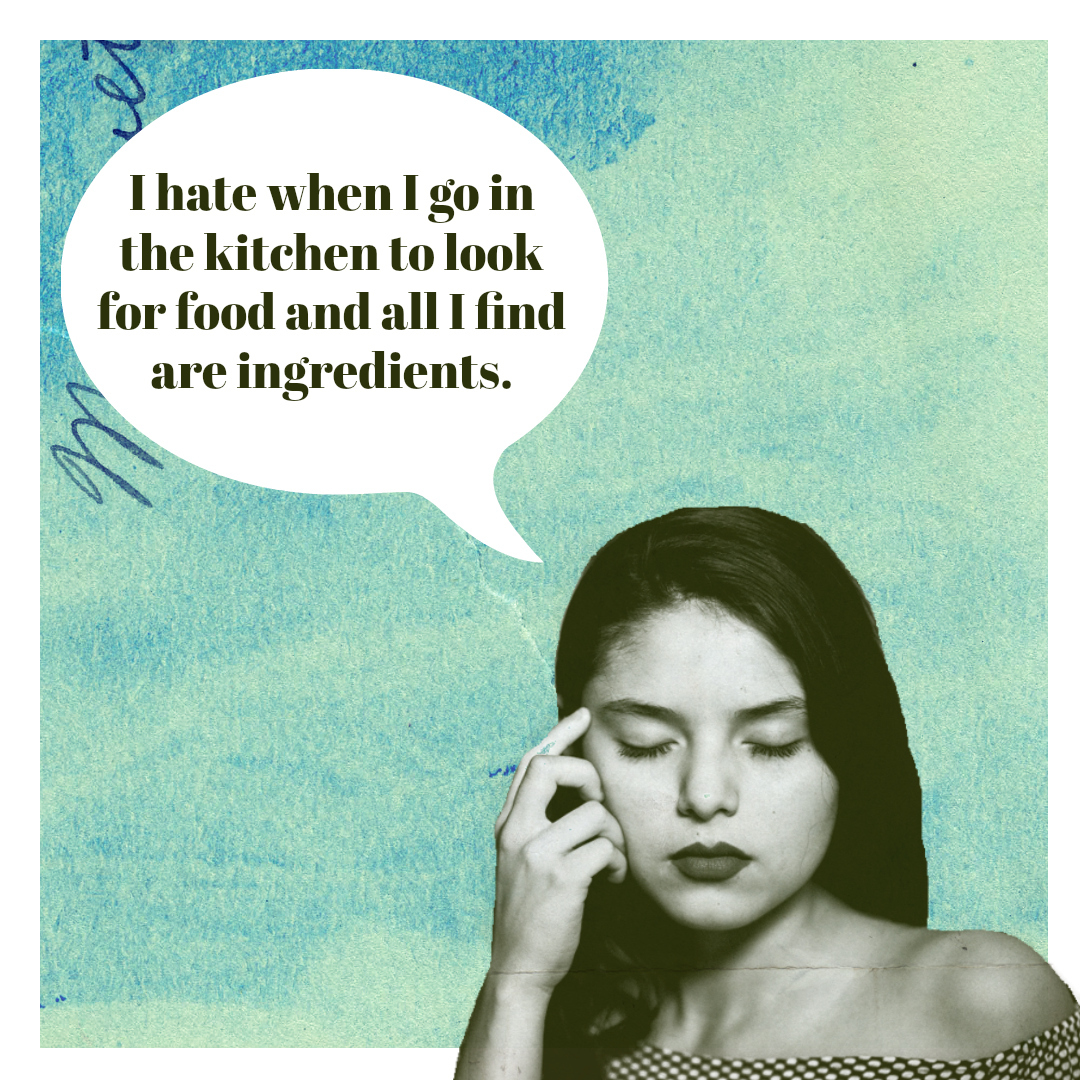 I hate when I go in
the kitchen to look
for food and all I find
are ingredients.